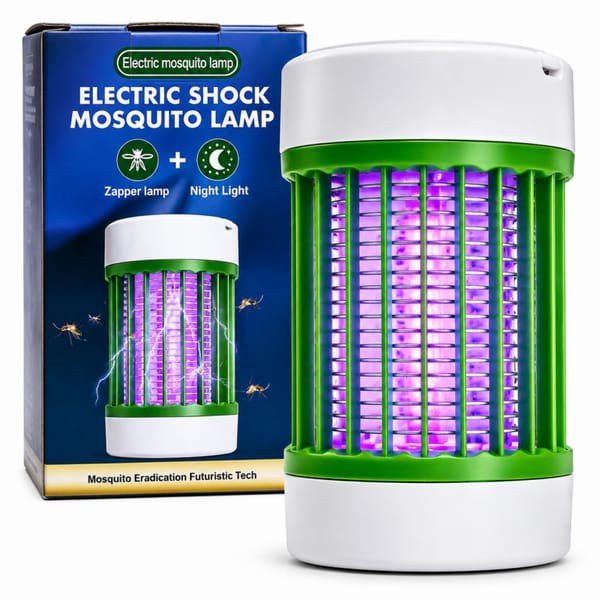 Electric mosquito lamp
ELECTRIC SHOCK
MOSQUITO LAMP
Zapper lamp + Night Light
Mosquito Eradication Futuristic Tech